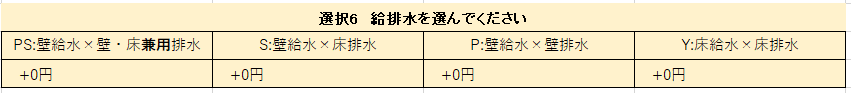 選択6　給排水を選んでください
PS:壁給水×壁・床兼用排水　S:壁給水×床排水　P:壁給水×壁排水　Y:床給水×床排水
+0円　+0円　+0円　+0円